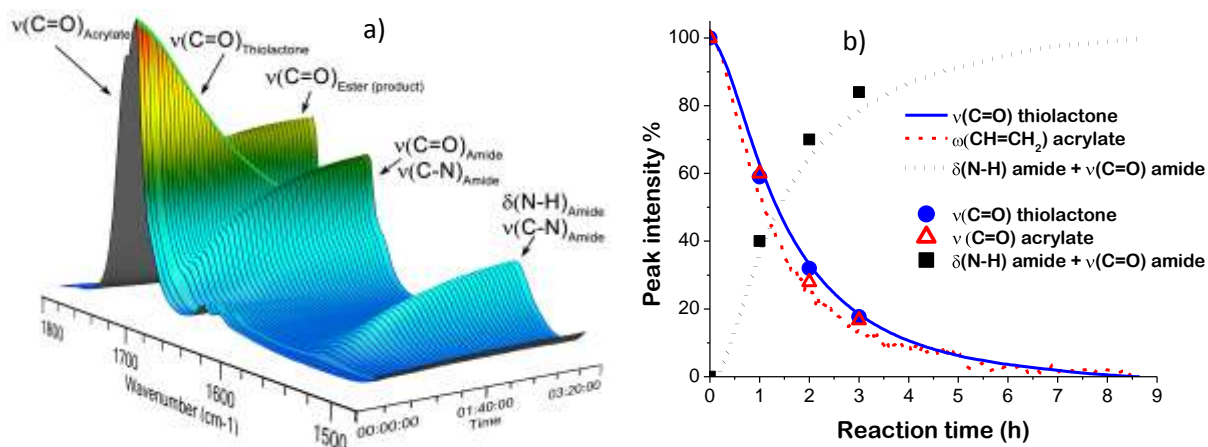 a)
ν(C=O)Acrylate
ν(C=O)Thiolactone
ν(C=O)Ester (product)
ν(C=O)Amide
ν(C-N)Amide
δ(N-H)Amide
ν(C-N)Amide
1800
1700
1600
1500
Wavenumber (cm-1)
00:00:00
01:40:00
03:20:00
Time
b)
100
80
60
40
20
0
Peak intensity %
ν(C=O) thiolactone
ω(CH=CH₂) acrylate
δ(N-H) amide + ν(C=O) amide
ν(C=O) thiolactone
ν (C=O) acrylate
δ(N-H) amide + ν(C=O) amide
0 1 2 3 4 5 6 7 8 9
Reaction time (h)